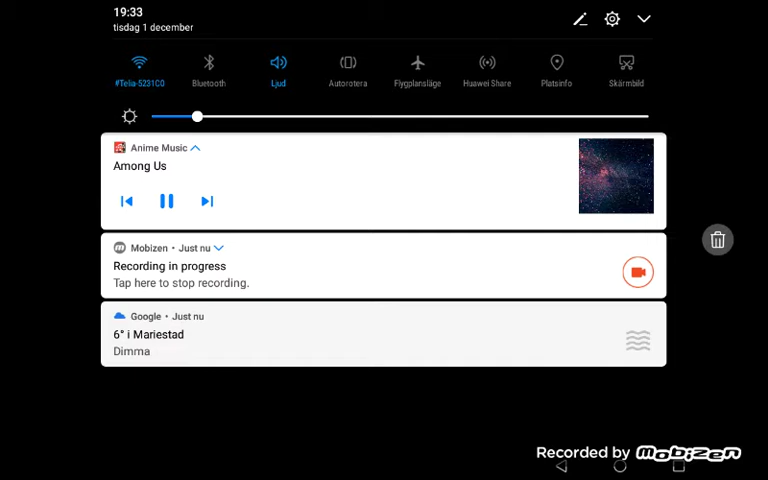 19:33
tisdag 1 december
#Telia-5231C0 Bluetooth Ljud Autorotera Flygplansläge Huawei Share Platsinfo Skärmbild
Anime Music
Among Us
Mobizen • Just nu
Recording in progress
Tap here to stop recording.
Google • Just nu
6° i Mariestad
Dimma
Recorded by mobizen